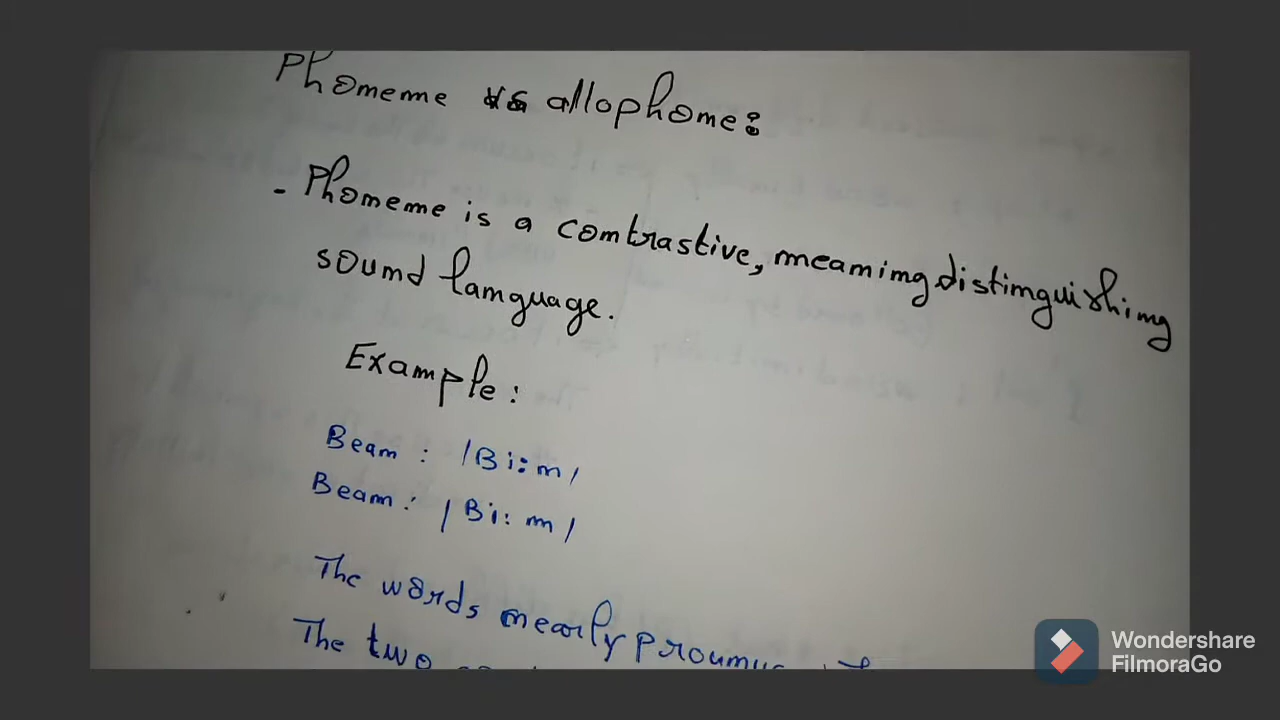 Phoneme vs allophone:
- Phoneme is a contrastive, meaning distinguishing
sound language.
Example:
Bean : /Bi:n/
Beam : /Bi: m/
The words nearly
The two
Wondershare
FilmoraGo